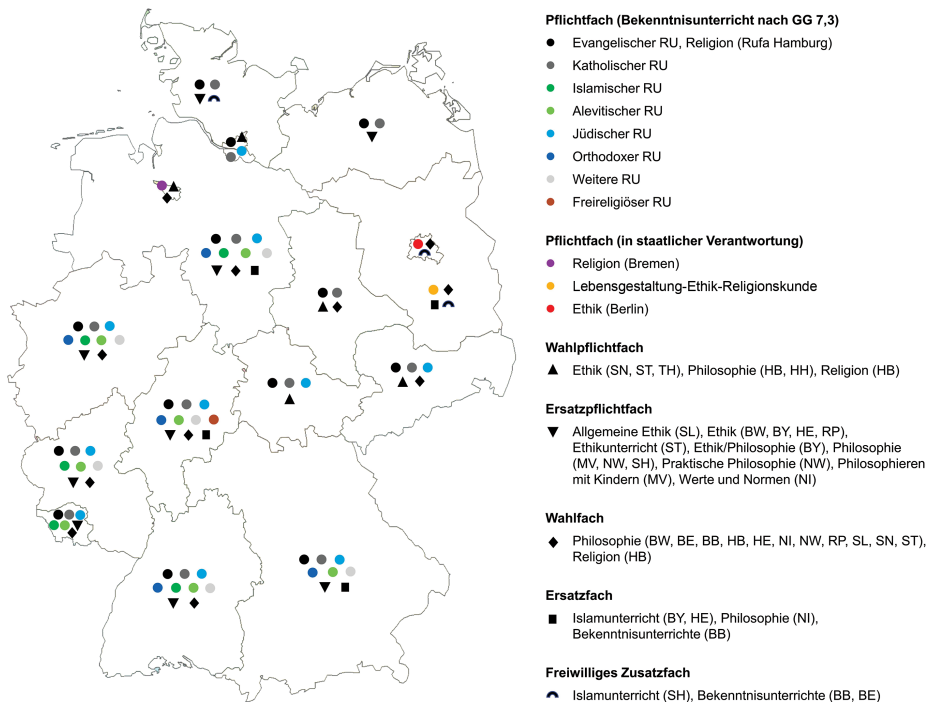 Pflichtfach (Bekenntnisunterricht nach GG 7,3)
Evangelischer RU, Religion (Rufa Hamburg)
Katholischer RU
Islamischer RU
Alevitischer RU
Jüdischer RU
Orthodoxer RU
Weitere RU
Freireligiöser RU
Pflichtfach (in staatlicher Verantwortung)
Religion (Bremen)
Lebensgestaltung-Ethik-Religionskunde
Ethik (Berlin)
Wahlpflichtfach
Ethik (SN, ST, TH), Philosophie (HB, HH), Religion (HB)
Ersatzpflichtfach
Allgemeine Ethik (SL), Ethik (BW, BY, HE, RP),
Ethikunterricht (ST), Ethik/Philosophie (BY), Philosophie
(MV, NW, SH), Praktische Philosophie (NW), Philosophieren
mit Kindern (MV), Werte und Normen (NI)
Wahlfach
Philosophie (BW, BE, BB, HB, HE, NI, NW, RP, SL, SN, ST),
Religion (HB)
Ersatzfach
Islamunterricht (BY, HE), Philosophie (NI),
Bekenntnisunterrichte (BB)
Freiwilliges Zusatzfach
Islamunterricht (SH), Bekenntnisunterrichte (BB, BE)